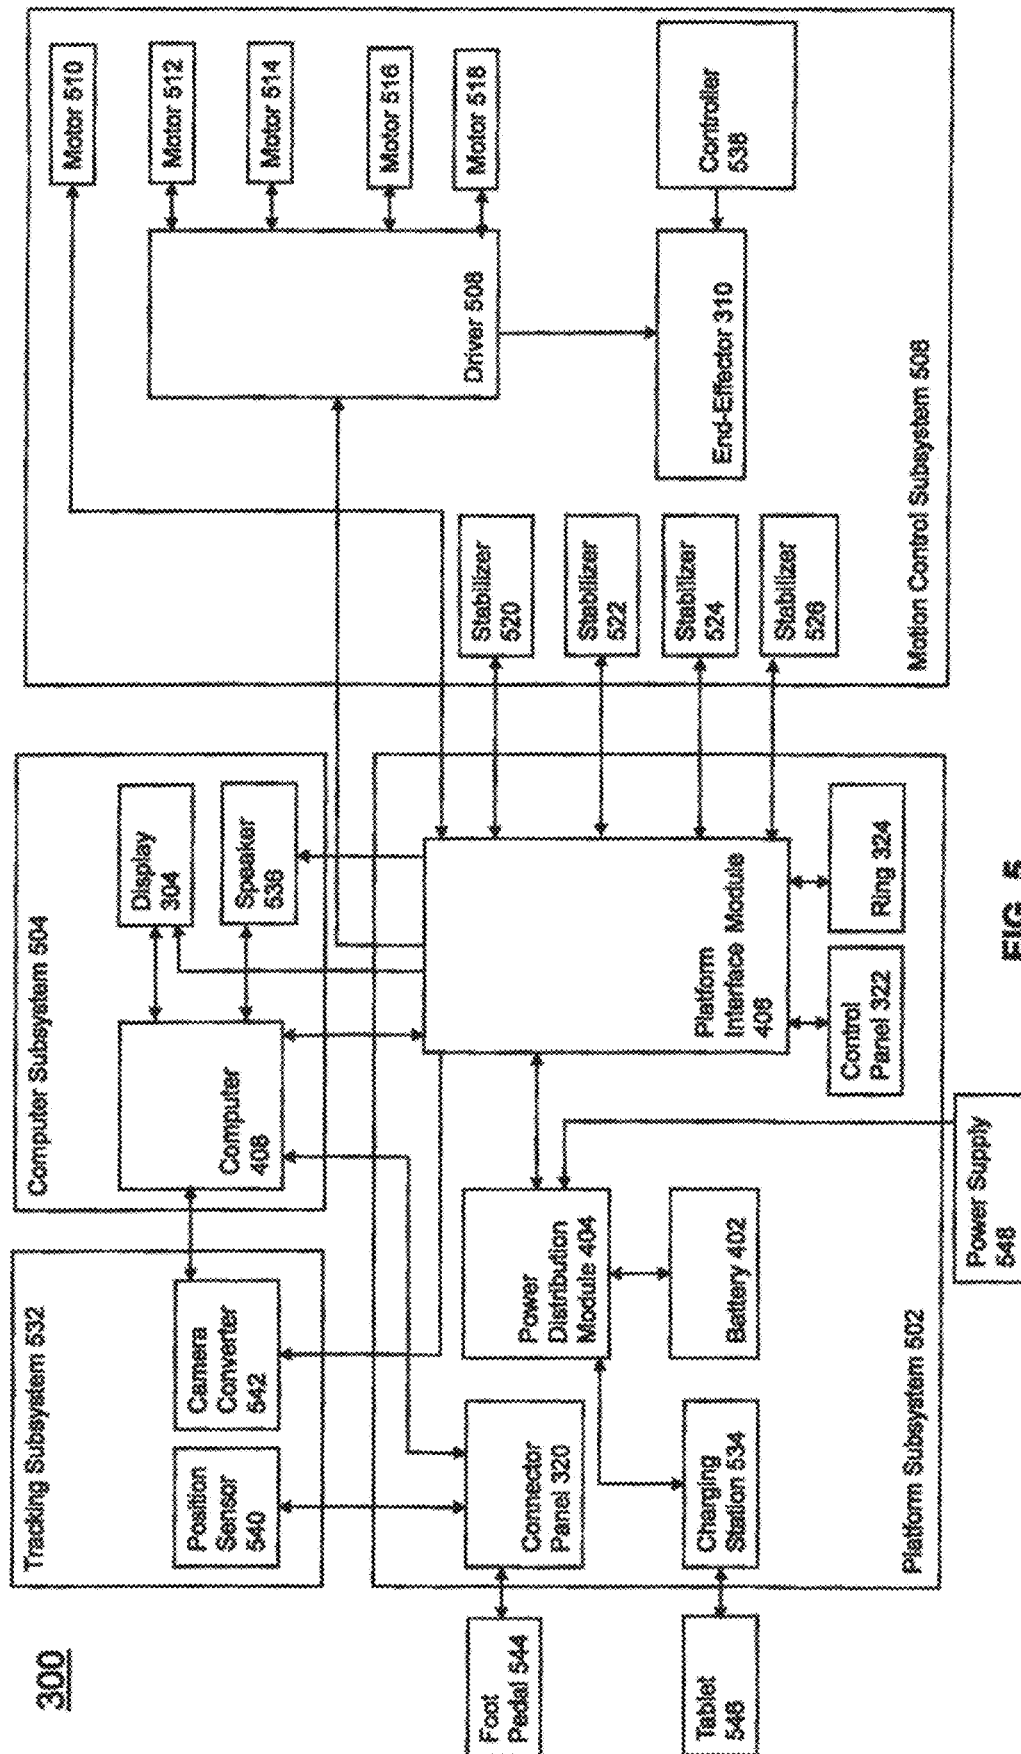 300
Tracking Subsystem 532
Position
Sensor
540
Camera
Converter
542
Computer Subsystem 504
Computer
408
Display
304
Speaker
536
Foot
Pedal 544
Tablet
546
Connector
Panel 320
Charging
Station 534
Power
Distribution
Module 404
Battery 402
Power Supply
548
Platform
Interface Module
406
Control
Panel 322
Ring 324
Platform Subsystem 502
Stabilizer
520
Stabilizer
522
Stabilizer
524
Stabilizer
526
Driver 508
End-Effector 310
Motor 510
Motor 512
Motor 514
Motor 516
Motor 518
Controller
538
Motion Control Subsystem 506
FIG. 5